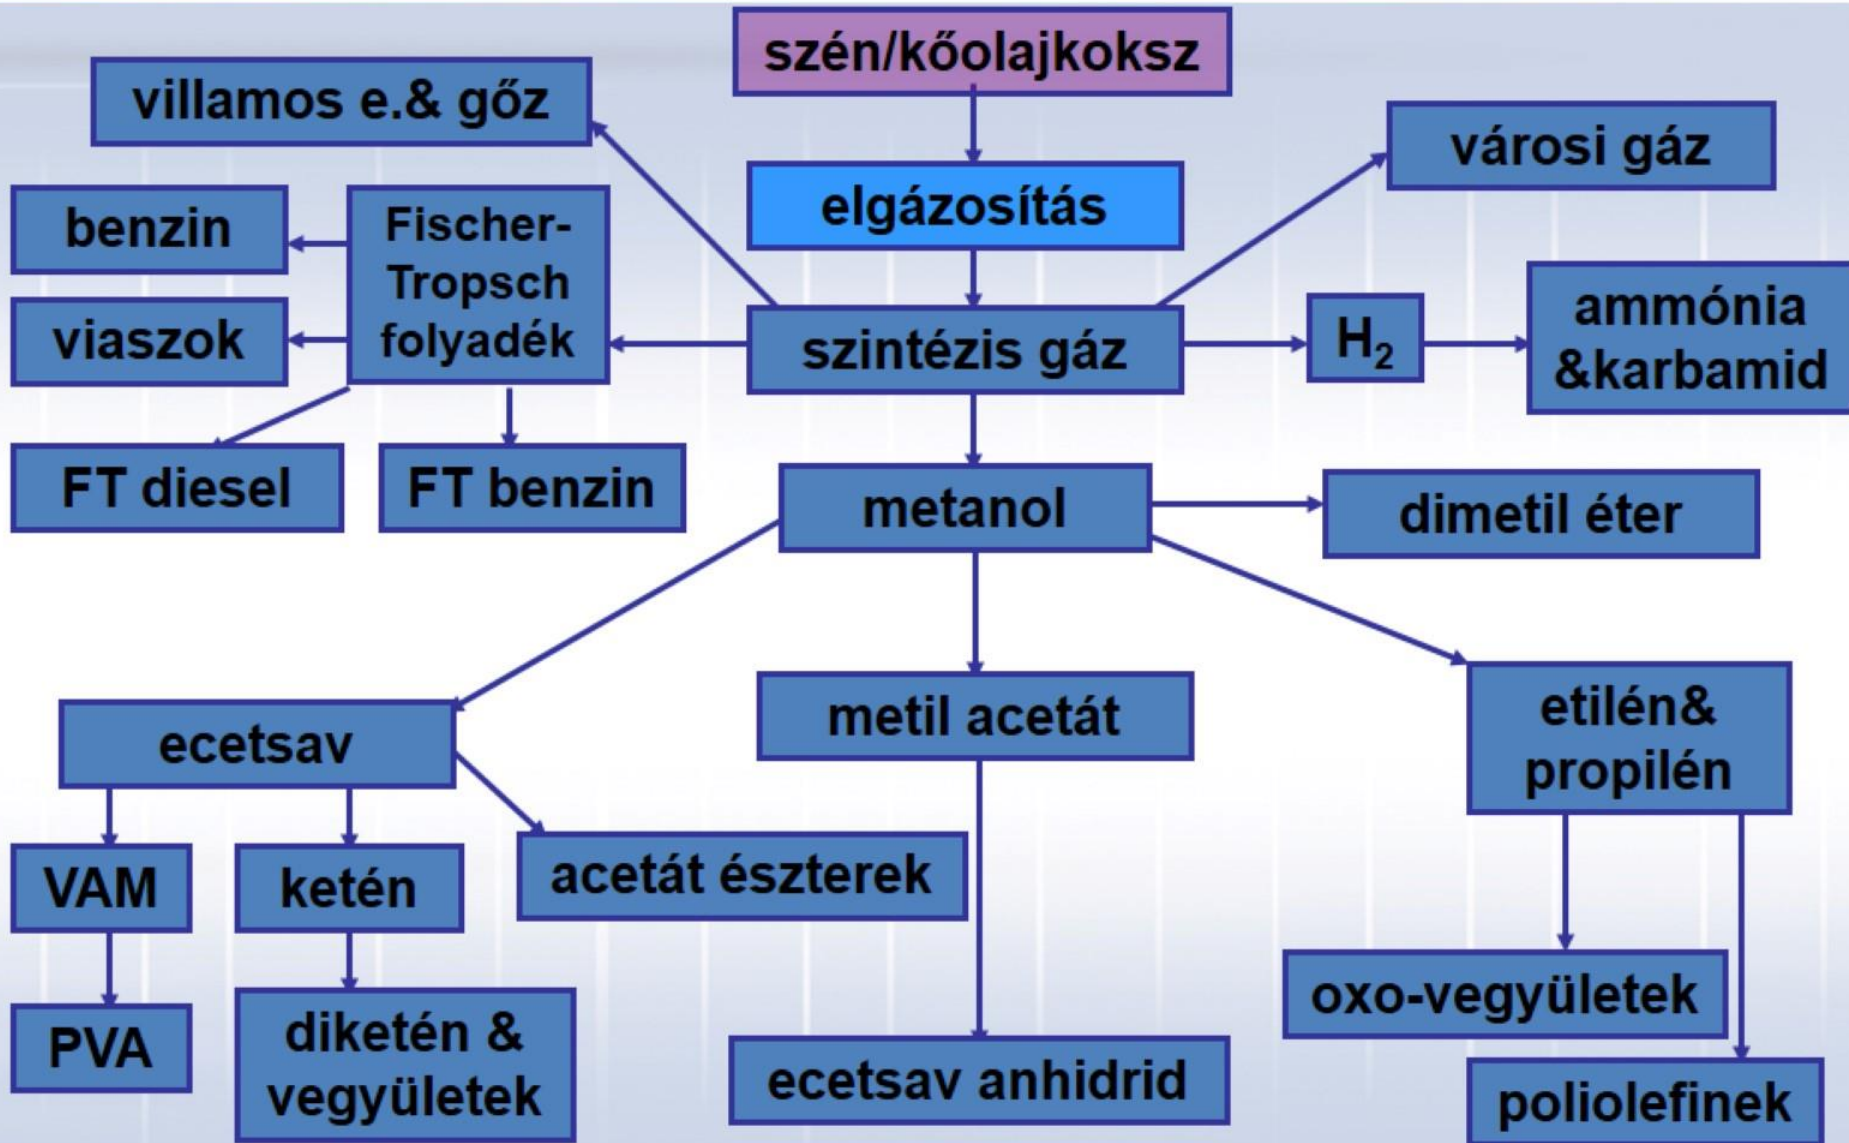 szén/kőolajkoksz
villamos e.& gőz
városi gáz
elgázosítás
benzin
Fischer-
Tropsch
folyadék
viaszok
szintézis gáz
H₂
ammónia
&karbamid
FT diesel
FT benzin
metanol
dimetil éter
ecetsav
metil acetát
etilén&
propilén
VAM
ketén
acetát észterek
PVA
diketén &
vegyületek
ecetsav anhidrid
oxo-vegyületek
poliolefinek